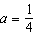 a = 1/4